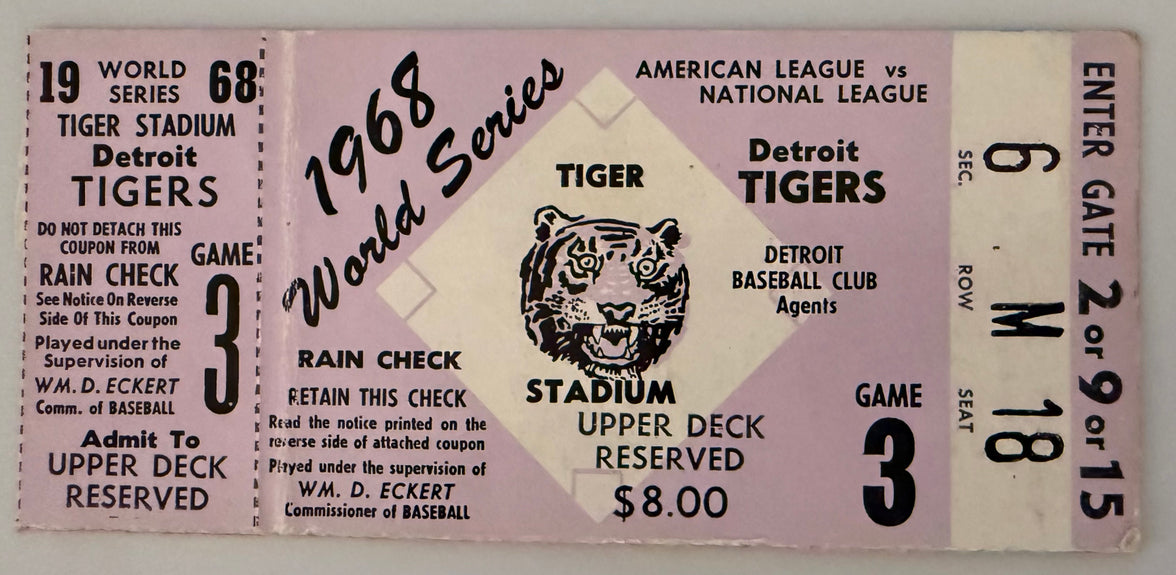 19 WORLD SERIES 68
TIGER STADIUM
Detroit
TIGERS
DO NOT DETACH THIS
COUPON FROM
RAIN CHECK
See Notice On Reverse
Side Of This Coupon
Played under the
Supervision of
WM. D. ECKERT
Comm. of BASEBALL
GAME
3
Admit To
UPPER DECK
RESERVED
1968
World Series
RAIN CHECK
RETAIN THIS CHECK
Read the notice printed on the
reverse side of attached coupon
Played under the supervision of
WM. D. ECKERT
Commissioner of BASEBALL
TIGER
STADIUM
UPPER DECK
RESERVED
$8.00
AMERICAN LEAGUE vs
NATIONAL LEAGUE
Detroit
TIGERS
DETROIT
BASEBALL CLUB
Agents
GAME
3
SEC. 6
ROW M
SEAT 18
ENTER GATE 2 or 9 or 15